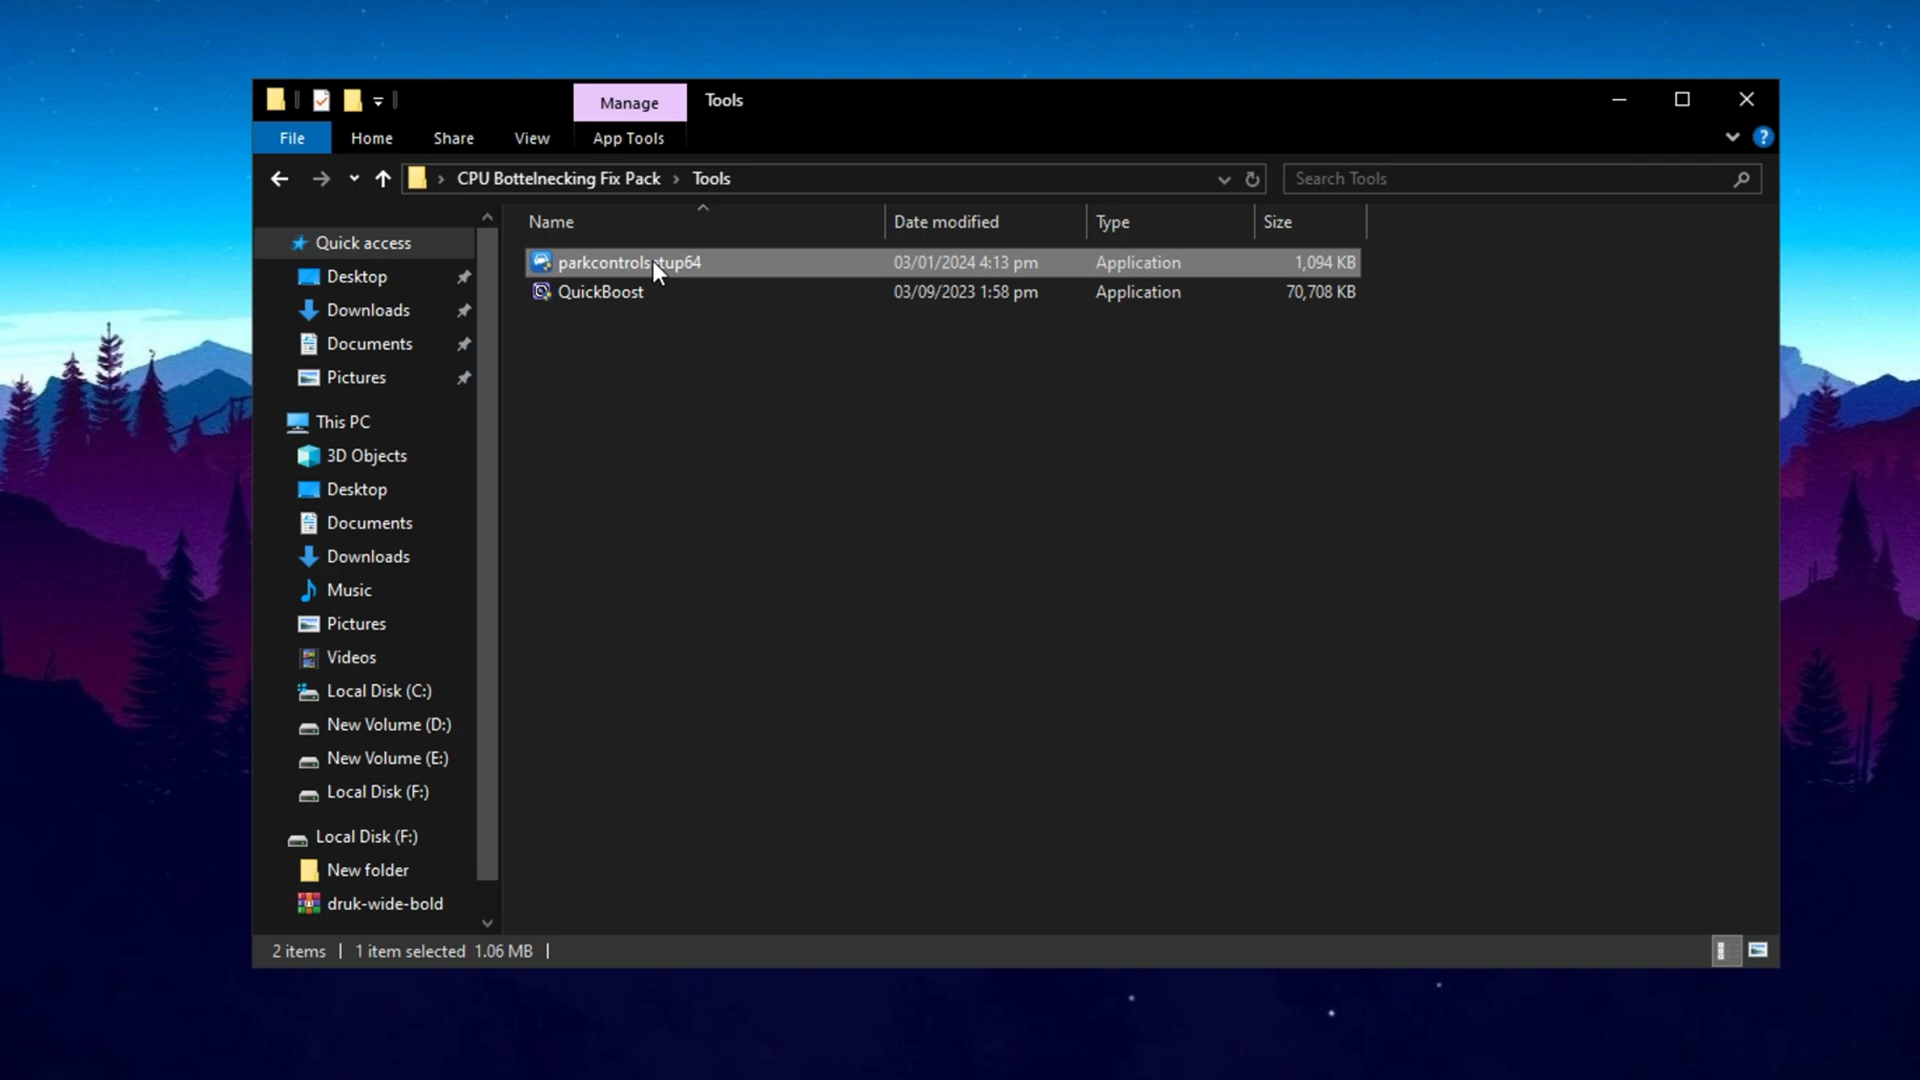 Manage
Tools
File
Home
Share
View
App Tools
?
CPU Bottelnecking Fix Pack
Tools
Search Tools
Name
Date modified
Type
Size
parkcontolsetup64 03/01/2024 4:13 pm Application 1,094 KB
QuickBoost 03/09/2023 1:58 pm Application 70,708 KB
Quick access
Desktop
Downloads
Documents
Pictures
This PC
3D Objects
Desktop
Documents
Downloads
Music
Pictures
Videos
Local Disk (C:)
New Volume (D:)
New Volume (E:)
Local Disk (F:)
Local Disk (F:)
New folder
druk-wide-bold
2 items | 1 item selected 1.06 MB |